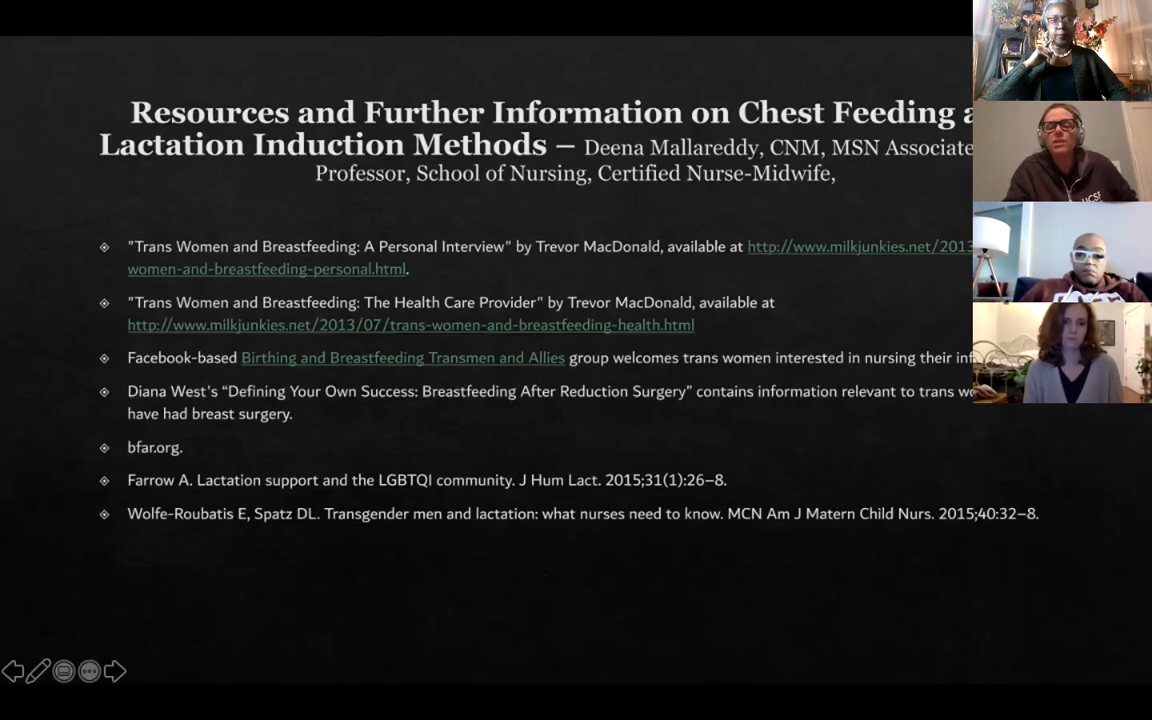 Resources and Further Information on Chest Feeding
Lactation Induction Methods – Deena Mallareddy, CNM, MSN Associate
Professor, School of Nursing, Certified Nurse-Midwife,
"Trans Women and Breastfeeding: A Personal Interview" by Trevor MacDonald, available at http://www.milkjunkies.net/2013
women-and-breastfeeding-personal.html.
"Trans Women and Breastfeeding: The Health Care Provider" by Trevor MacDonald, available at
http://www.milkjunkies.net/2013/07/trans-women-and-breastfeeding-health.html
Facebook-based Birthing and Breastfeeding Transmen and Allies group welcomes trans women interested in nursing their
Diana West's “Defining Your Own Success: Breastfeeding After Reduction Surgery” contains information relevant to trans
have had breast surgery.
bfar.org.
Farrow A. Lactation support and the LGBTQI community. J Hum Lact. 2015;31(1):26–8.
Wolfe-Roubatis E, Spatz DL. Transgender men and lactation: what nurses need to know. MCN Am J Matern Child Nurs. 2015;40:32–8.
UCSF